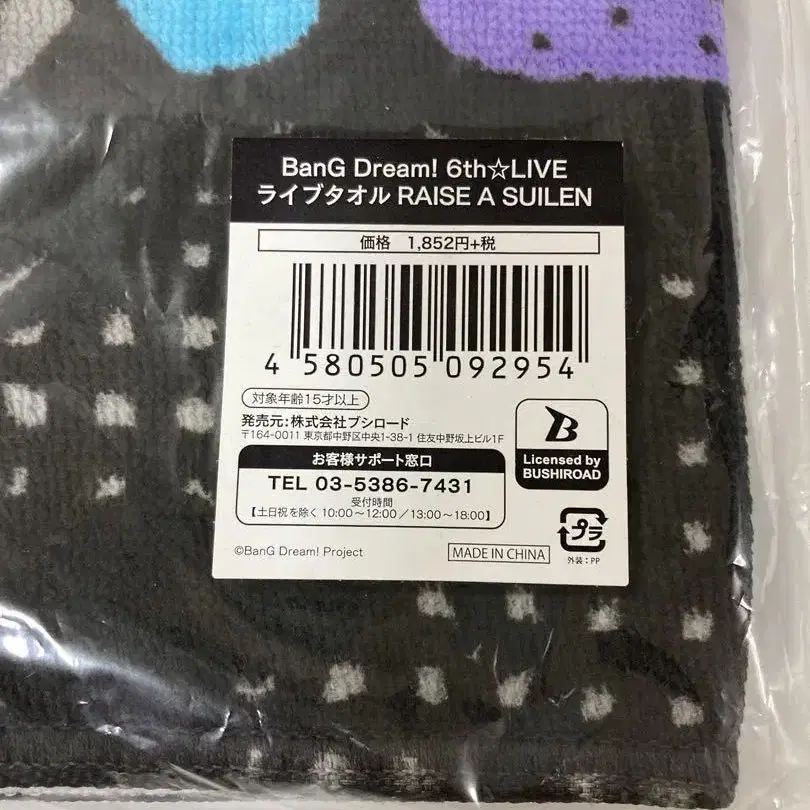 BanG Dream! 6th☆LIVE
ライブタオル RAISE A SUILEN
価格 1,852円+税
4 580505 092954
対象年齢15才以上
発売元:株式会社ブシロード
〒164-0011 東京都中野区中央1-38-1 住友中野坂上ビル1F
お客様サポート窓口
TEL 03-5386-7431
受付時間
【土日祝を除く 10:00~12:00/13:00~18:00】
B
Licensed by
BUSHIROAD
プラ
外装:PP
©BanG Dream! Project
MADE IN CHINA